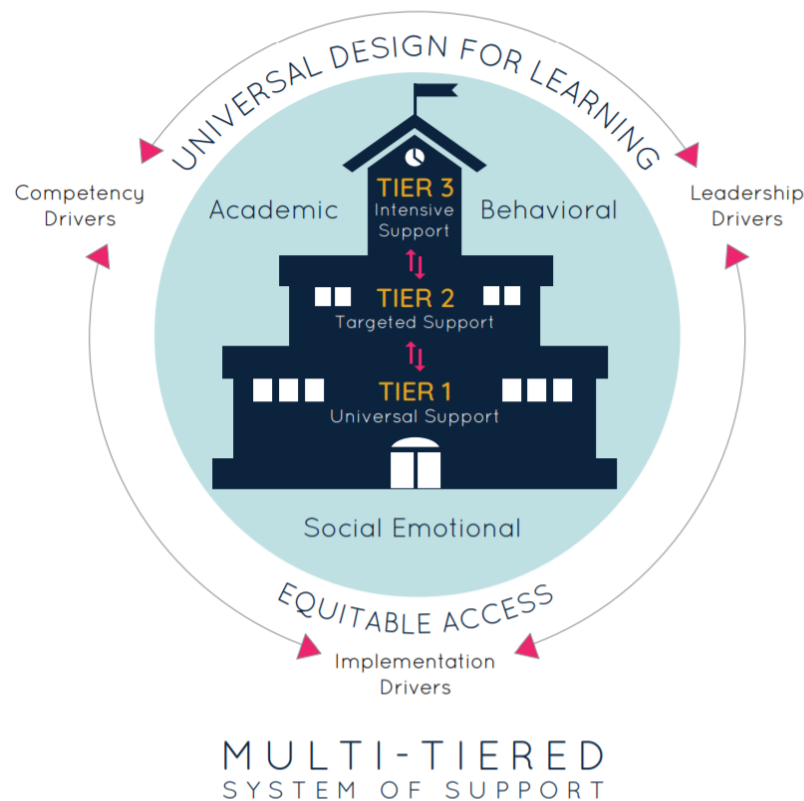 UNIVERSAL DESIGN FOR LEARNING
Competency
Drivers
Leadership
Drivers
Academic
Behavioral
TIER 3
Intensive
Support
TIER 2
Targeted Support
TIER 1
Universal Support
Social Emotional
EQUITABLE ACCESS
Implementation
Drivers
MULTI-TIERED
SYSTEM OF SUPPORT